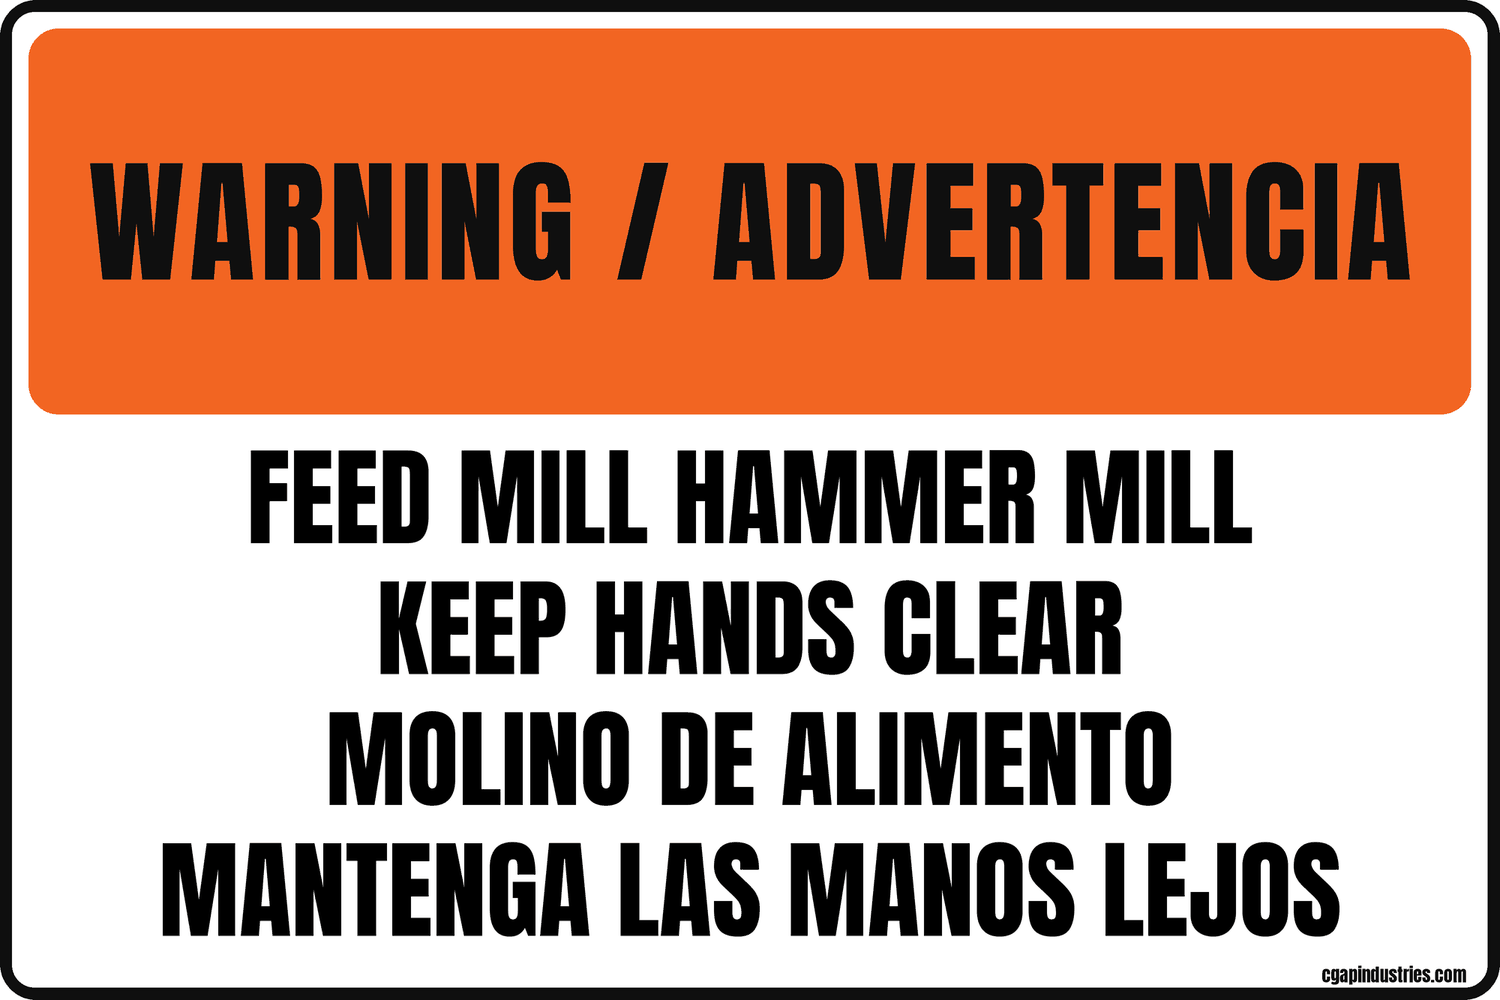 WARNING / ADVERTENCIA
FEED MILL HAMMER MILL
KEEP HANDS CLEAR
MOLINO DE ALIMENTO
MANTENGA LAS MANOS LEJOS
cgapindustries.com